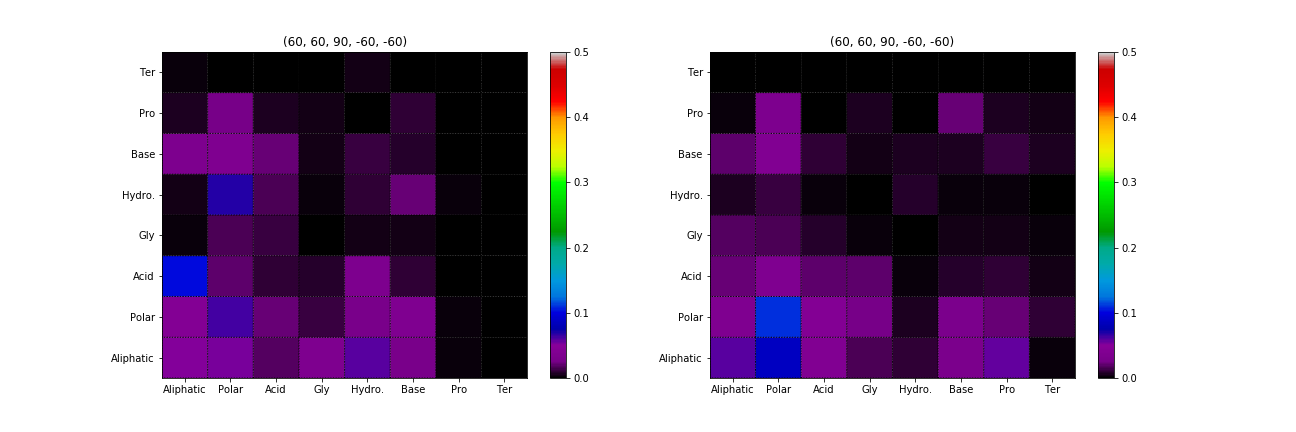 (60, 60, 90, -60, -60)
Ter
Pro
Base
Hydro.
Gly
Acid
Polar
Aliphatic
Aliphatic Polar Acid Gly Hydro. Base Pro Ter
0.5
0.4
0.3
0.2
0.1
0.0
(60, 60, 90, -60, -60)
Ter
Pro
Base
Hydro.
Gly
Acid
Polar
Aliphatic
Aliphatic Polar Acid Gly Hydro. Base Pro Ter
0.5
0.4
0.3
0.2
0.1
0.0